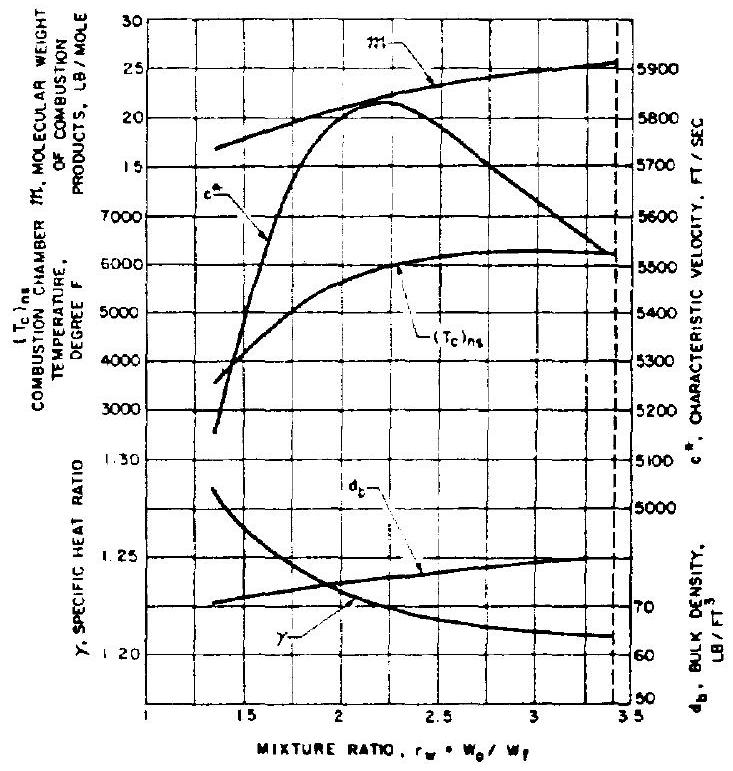 𝔐, MOLECULAR WEIGHT
OF COMBUSTION
PRODUCTS, LB/MOLE
30
25
20
15
(Tc)ns
COMBUSTION CHAMBER
TEMPERATURE,
DEGREE F
7000
6000
5000
4000
3000
γ, SPECIFIC HEAT RATIO
1.30
1.25
1.20
𝔐
c*
(Tc)ns
db
γ
5900
5800
5700
5600
5500
5400
5300
5200
5100
5000
c*, CHARACTERISTIC VELOCITY, FT/SEC
70
60
50
db, BULK DENSITY,
LB/FT3
1 1.5 2 2.5 3 3.5
MIXTURE RATIO, rw = Wo/Wf